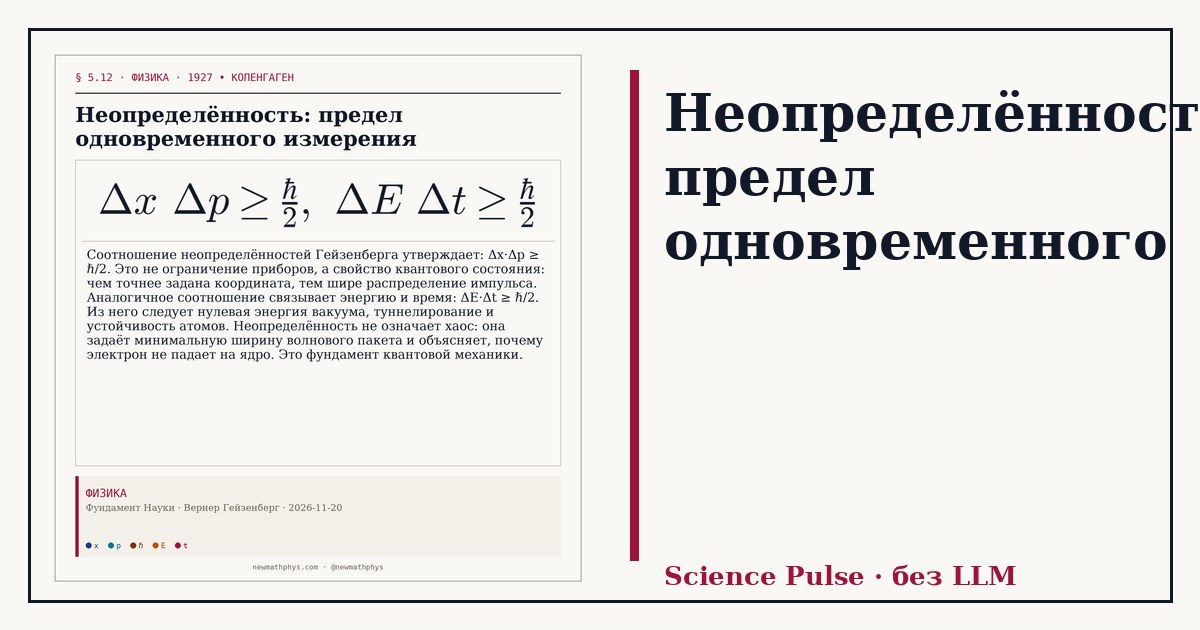 § 5.12 · ФИЗИКА · 1927 • КОПЕНГАГЕН
Неопределённость: предел
одновременного измерения
Δx Δp ≥ ℏ/2, ΔE Δt ≥ ℏ/2
Соотношение неопределённостей Гейзенберга утверждает: Δx·Δp ≥
ℏ/2. Это не ограничение приборов, а свойство квантового состояния:
чем точнее задана координата, тем шире распределение импульса.
Аналогичное соотношение связывает энергию и время: ΔE·Δt ≥ ℏ/2.
Из него следует нулевая энергия вакуума, туннелирование и
устойчивость атомов. Неопределённость не означает хаос: она
задаёт минимальную ширину волнового пакета и объясняет, почему
электрон не падает на ядро. Это фундамент квантовой механики.
ФИЗИКА
Фундамент Науки · Вернер Гейзенберг · 2026-11-20
x p ℏ E t
newmathphys.com · @newmathphys
Неопределённост
предел
одновременного
Science Pulse · без LLM